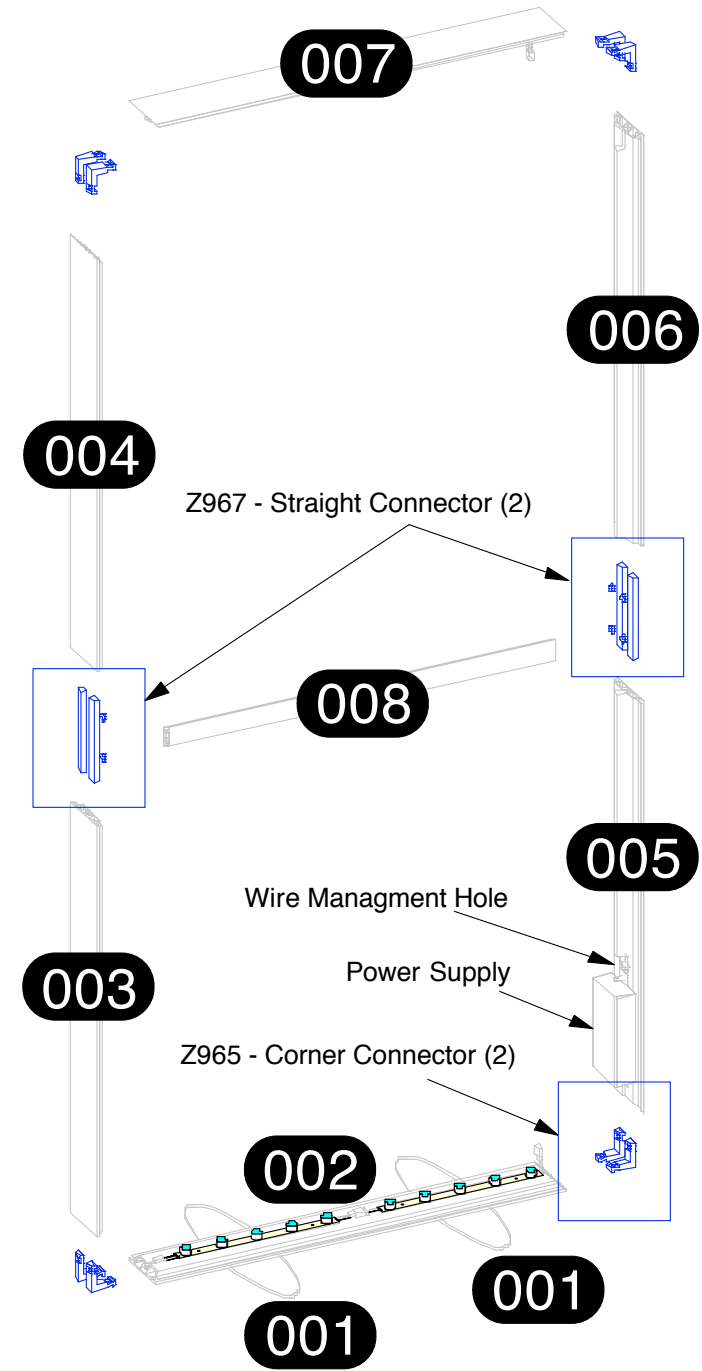 007
006
004
Z967 - Straight Connector (2)
008
005
Wire Managment Hole
003
Power Supply
Z965 - Corner Connector (2)
002
001
001